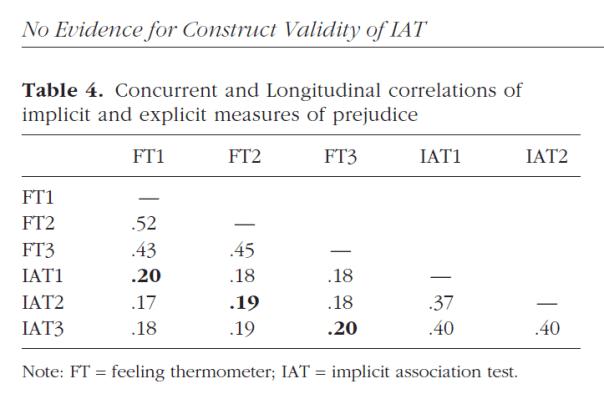 No Evidence for Construct Validity of IAT
Table 4. Concurrent and Longitudinal correlations of
implicit and explicit measures of prejudice
FT1 FT2 FT3 IAT1 IAT2
FT1 —
FT2 .52 —
FT3 .43 .45 —
IAT1 .20 .18 .18 —
IAT2 .17 .19 .18 .37 —
IAT3 .18 .19 .20 .40 .40
Note: FT = feeling thermometer; IAT = implicit association test.